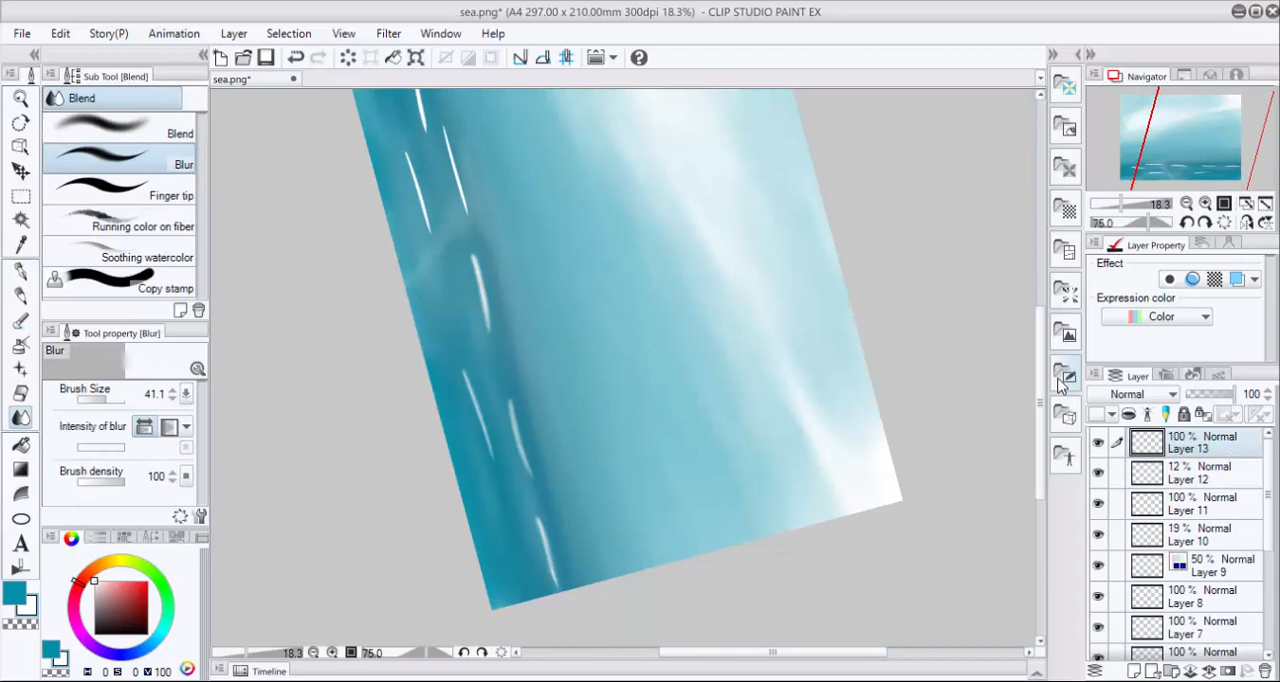 sea.png* (A4 297.00 x 210.00mm 300dpi 18.3%) - CLIP STUDIO PAINT EX
File Edit Story(P) Animation Layer Selection View Filter Window Help
Sub Tool [Blend]
sea.png*
Blend
Blend
Blur
Finger tip
Running color on fiber
Soothing watercolor
Copy stamp
Tool property [Blur]
Blur
Brush Size 41.1
Intensity of blur
Brush density 100
H 0 S 0 V 100
18.3 75.0
Timeline
Navigator
18.3
75.0
Layer Property
Effect
Expression color
Color
Layer
Normal 100
100 % Normal
Layer 13
12 % Normal
Layer 12
100 % Normal
Layer 11
19 % Normal
Layer 10
50 % Normal
Layer 9
100 % Normal
Layer 8
100 % Normal
Layer 7
100 % Normal